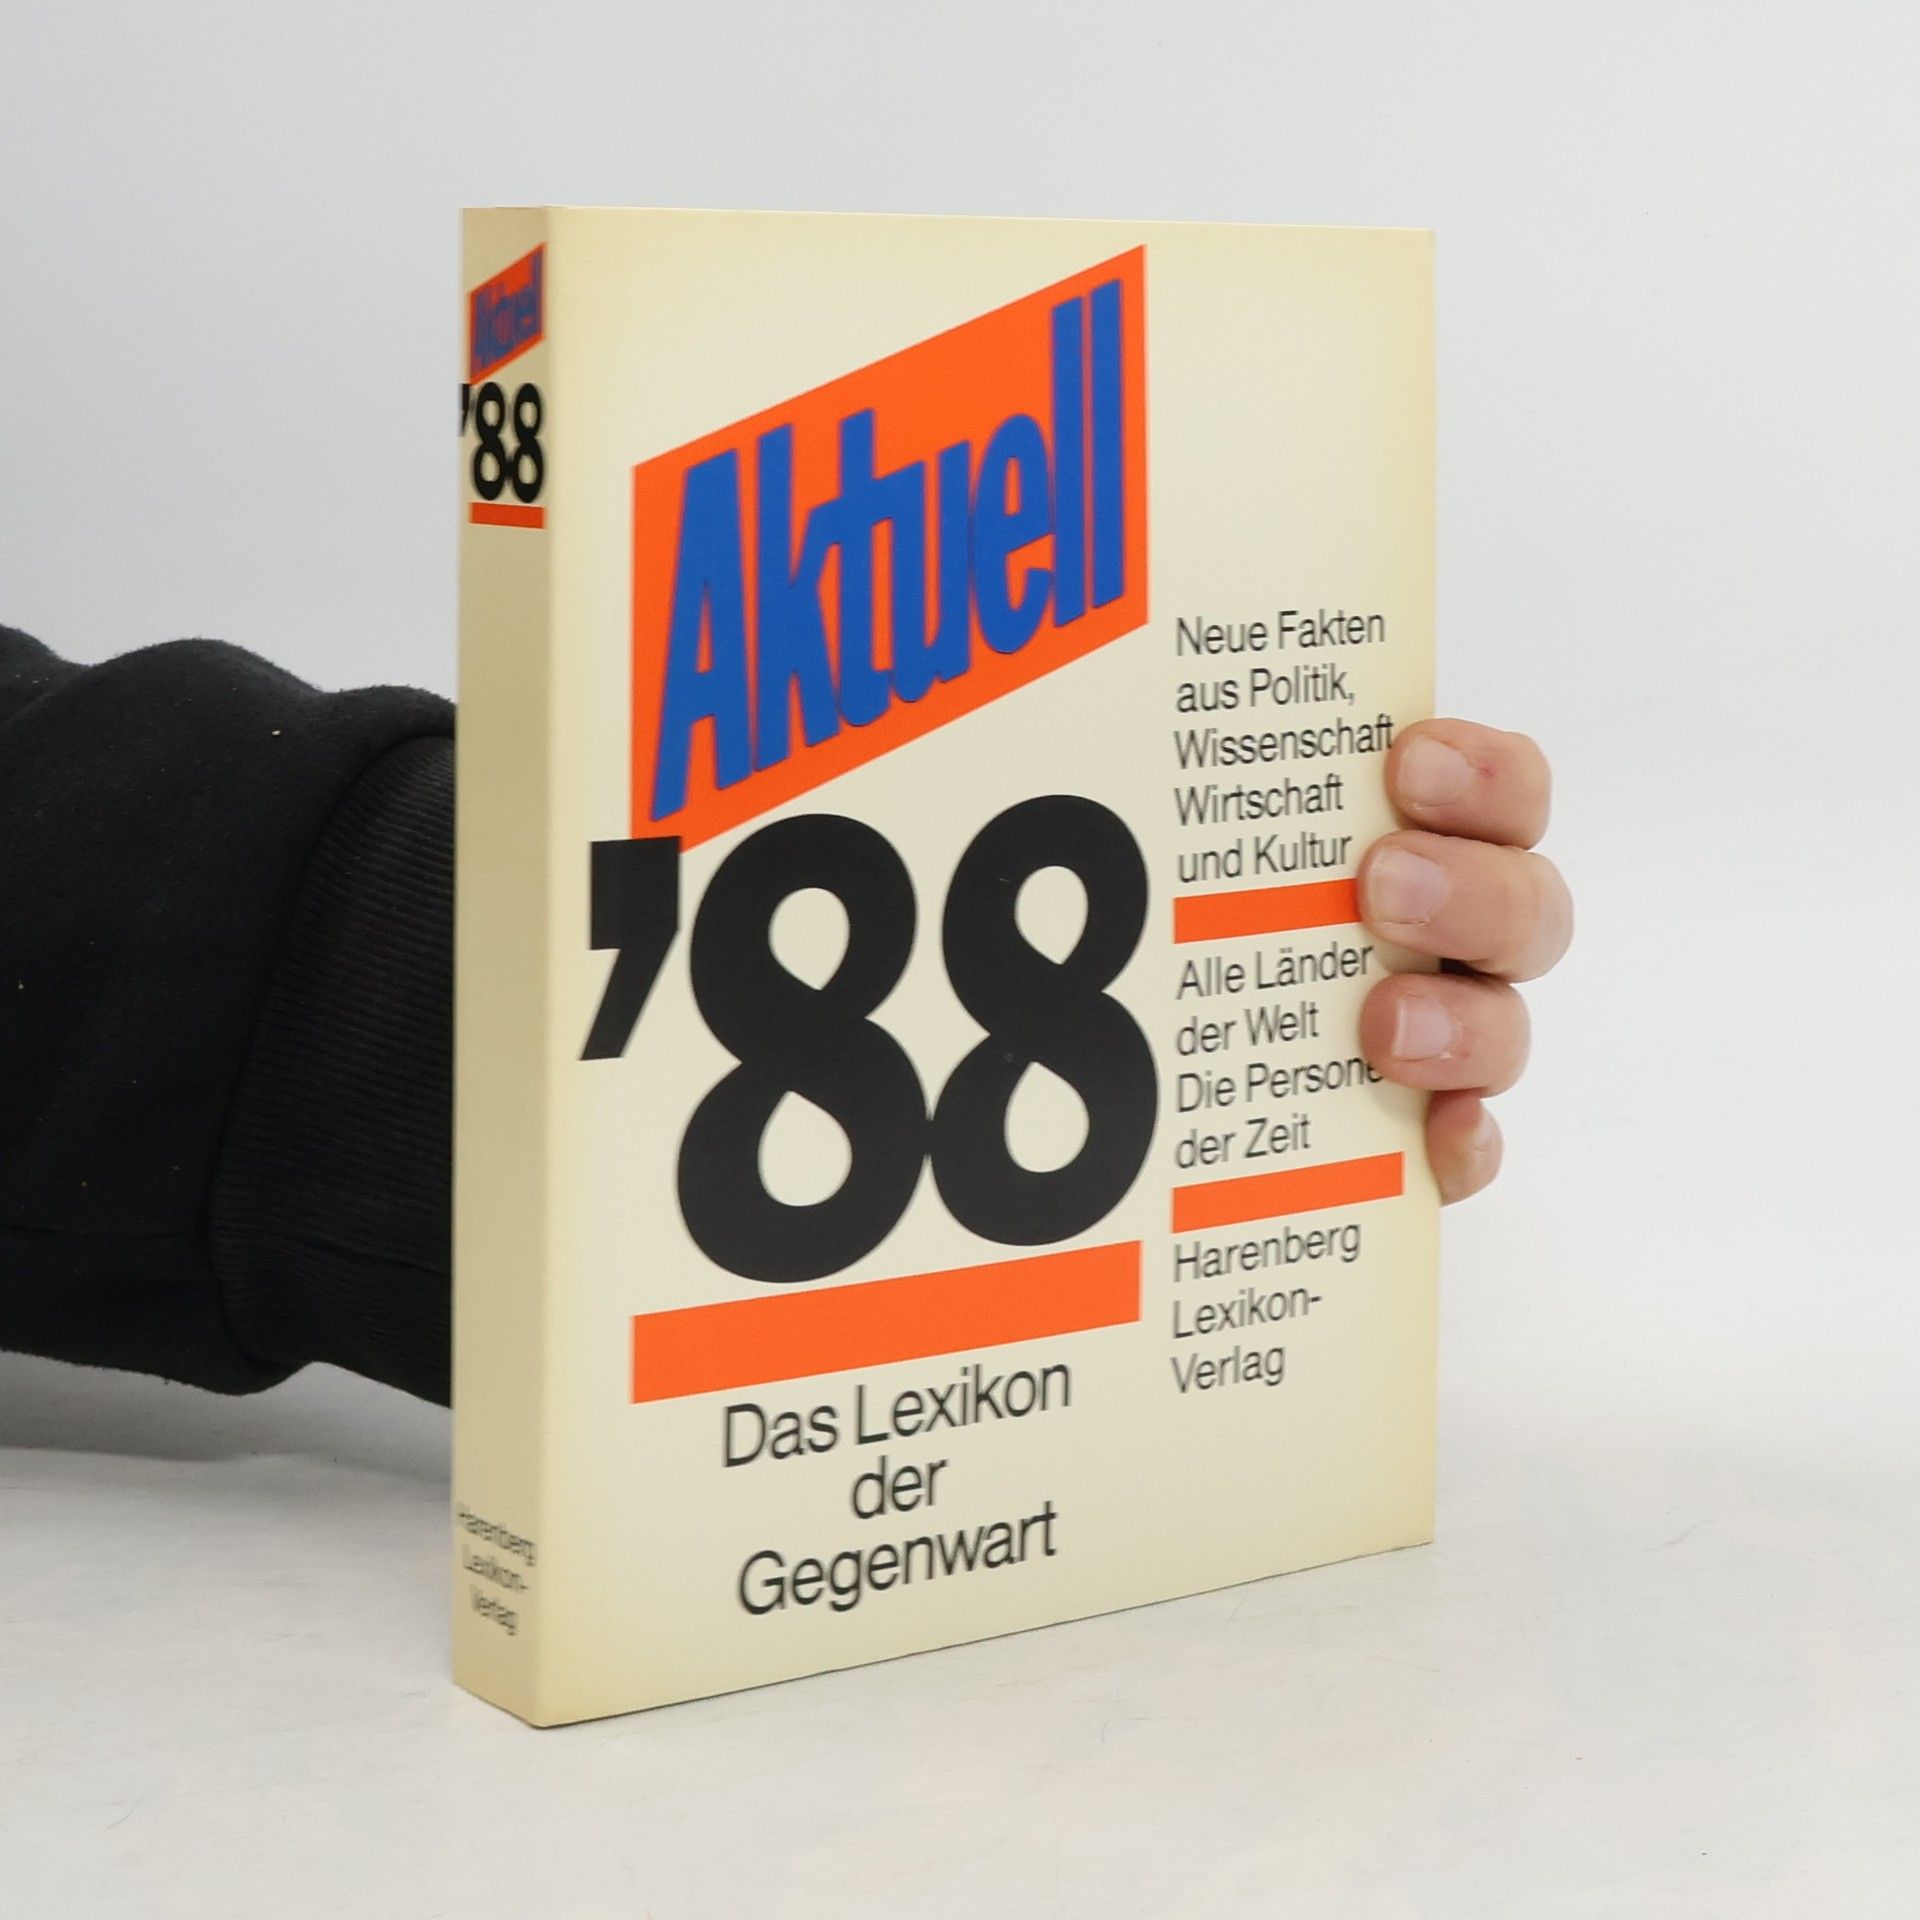 Aktuell
'88
Harenberg
Lexikon-
Verlag
Aktuell
'88
Das Lexikon
der
Gegenwart
Neue Fakten
aus Politik,
Wissenschaft
Wirtschaft
und Kultur
Alle Länder
der Welt
Die Persone
der Zeit
Harenberg
Lexikon-
Verlag